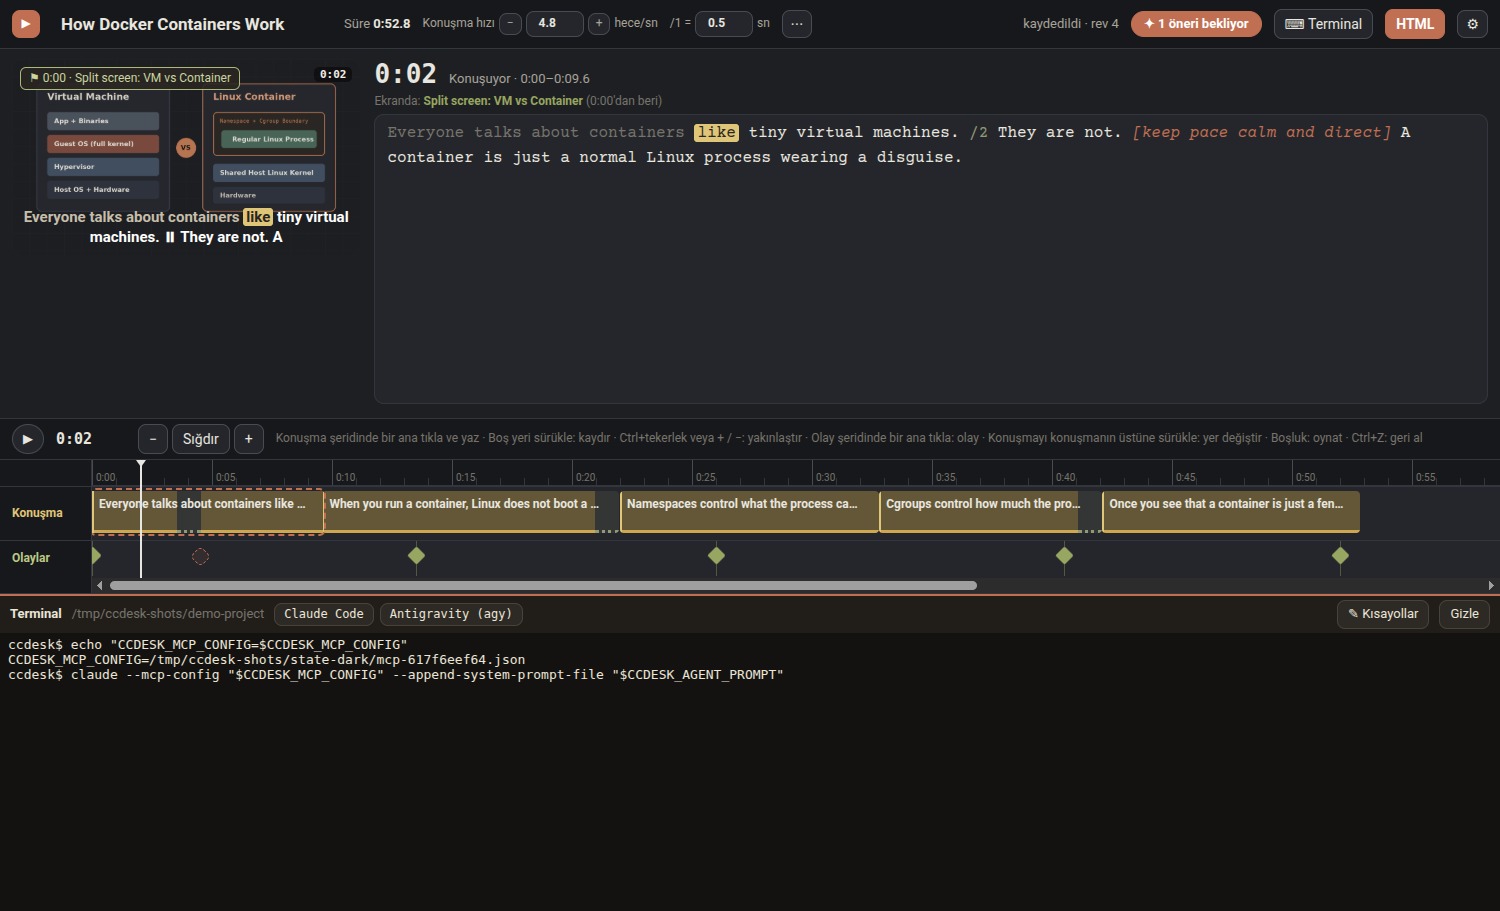 How Docker Containers Work
Süre 0:52.8 Konuşma hızı − 4.8 + hece/sn /1 = 0.5 sn ···
kaydedildi · rev 4 ✦ 1 öneri bekliyor ⌨ Terminal HTML ⚙
⚑ 0:00 · Split screen: VM vs Container 0:02
Virtual Machine
App + Binaries
Guest OS (full kernel)
Hypervisor
Host OS + Hardware
VS
Linux Container
Namespace + Cgroup Boundary
Regular Linux Process
Shared Host Linux Kernel
Hardware
Everyone talks about containers like tiny virtual
machines. ⏸ They are not. A
0:02 Konuşuyor · 0:00–0:09.6
Ekranda: Split screen: VM vs Container (0:00'dan beri)
Everyone talks about containers like tiny virtual machines. /2 They are not. [keep pace calm and direct] A
container is just a normal Linux process wearing a disguise.
▶ 0:02 − Sığdır + Konuşma şeridinde bir ana tıkla ve yaz · Boş yeri sürükle: kaydır · Ctrl+tekerlek veya + / −: yakınlaştır · Olay şeridinde bir ana tıkla: olay · Konuşmayı konuşmanın üstüne sürükle: yer değiştir · Boşluk: oynat · Ctrl+Z: geri al
0:00 0:05 0:10 0:15 0:20 0:25 0:30 0:35 0:40 0:45 0:50 0:55
Konuşma
Everyone talks about containers like ...
When you run a container, Linux does not boot a ...
Namespaces control what the process ca...
Cgroups control how much the pro...
Once you see that a container is just a fen...
Olaylar
Terminal /tmp/ccdesk-shots/demo-project Claude Code Antigravity (agy) ✎ Kısayollar Gizle
ccdesk$ echo "CCDESK_MCP_CONFIG=$CCDESK_MCP_CONFIG"
CCDESK_MCP_CONFIG=/tmp/ccdesk-shots/state-dark/mcp-617f6eef64.json
ccdesk$ claude --mcp-config "$CCDESK_MCP_CONFIG" --append-system-prompt-file "$CCDESK_AGENT_PROMPT"